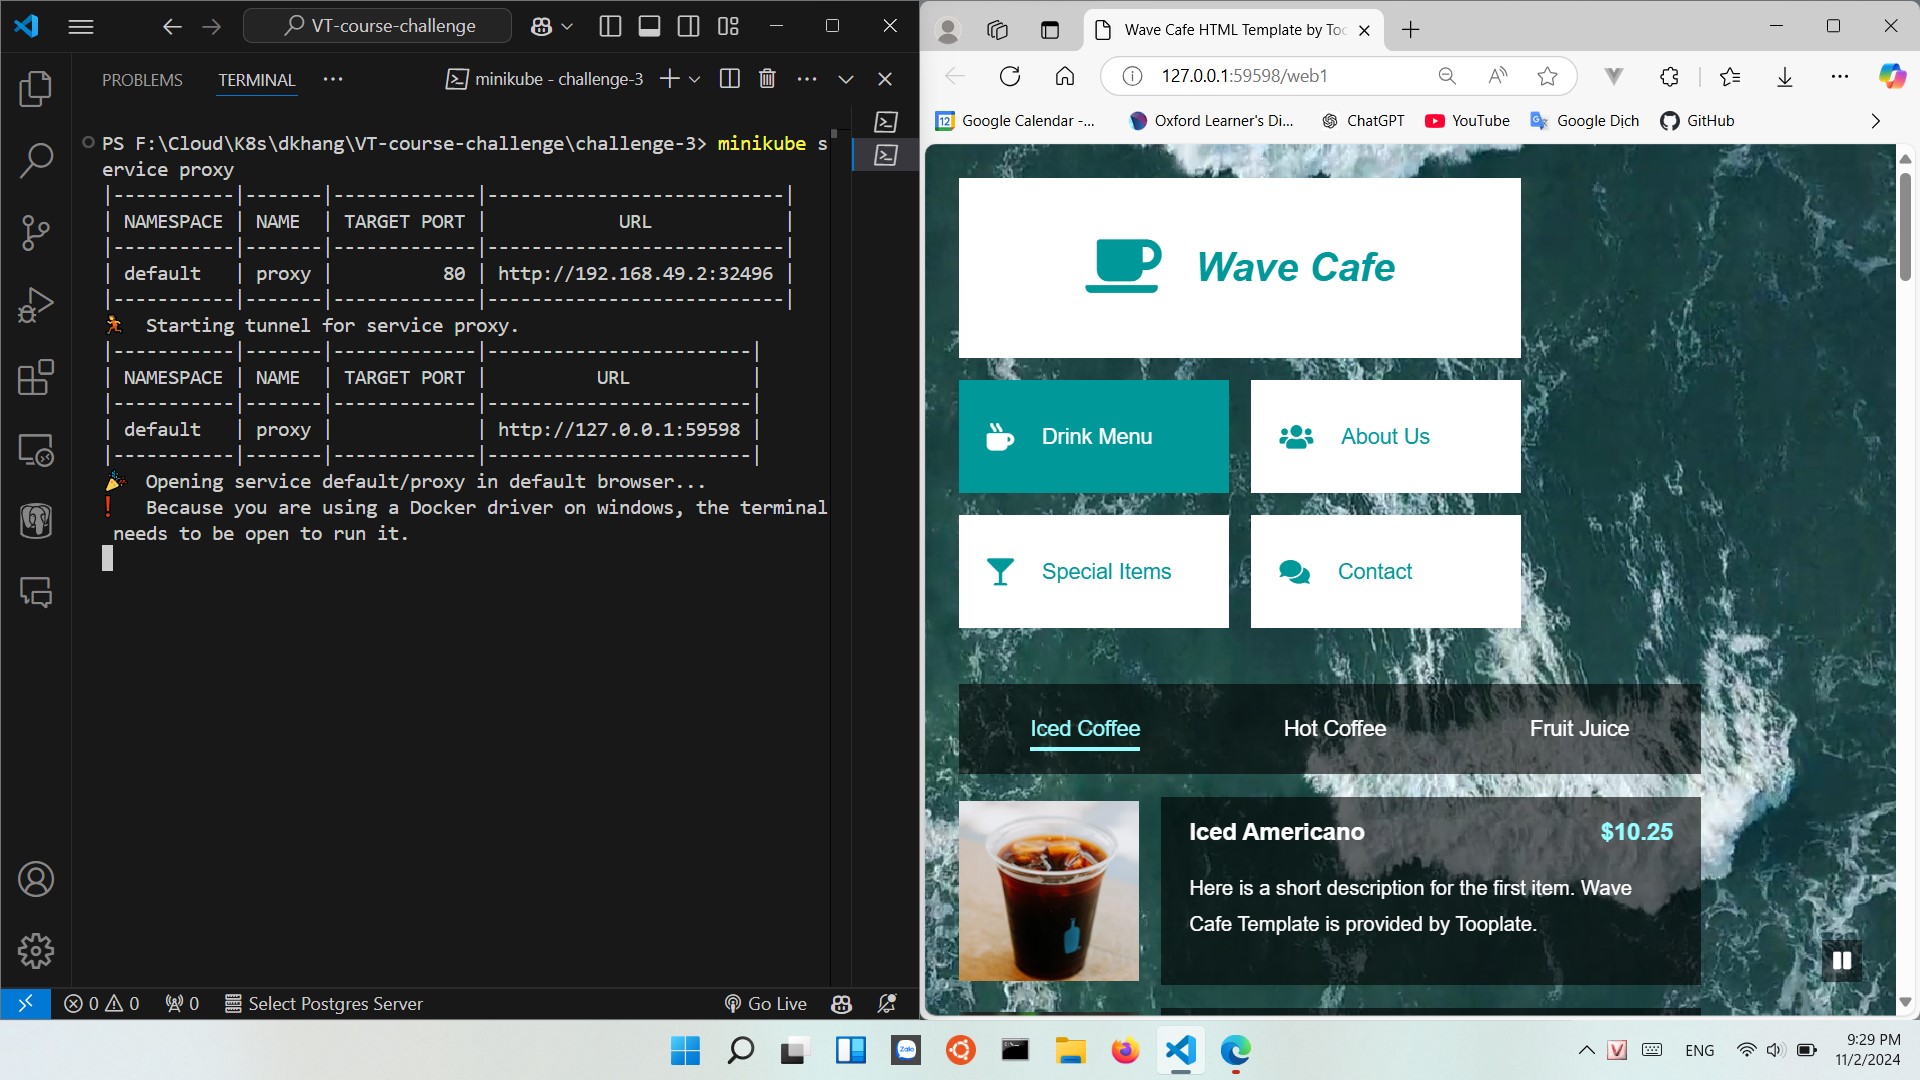 VT-course-challenge
PROBLEMS TERMINAL ... minikube - challenge-3
PS F:\Cloud\K8s\dkhang\VT-course-challenge\challenge-3> minikube s
ervice proxy
|-----------|-------|-------------|---------------------------|
| NAMESPACE | NAME  | TARGET PORT |            URL            |
|-----------|-------|-------------|---------------------------|
| default   | proxy |          80 | http://192.168.49.2:32496 |
|-----------|-------|-------------|---------------------------|
🏃 Starting tunnel for service proxy.
|-----------|-------|-------------|------------------------|
| NAMESPACE | NAME  | TARGET PORT |          URL           |
|-----------|-------|-------------|------------------------|
| default   | proxy |             | http://127.0.0.1:59598 |
|-----------|-------|-------------|------------------------|
🎉 Opening service default/proxy in default browser...
❗ Because you are using a Docker driver on windows, the terminal
needs to be open to run it.
0 0 0 Select Postgres Server Go Live
Wave Cafe HTML Template by Too
127.0.0.1:59598/web1
12 Google Calendar -... Oxford Learner's Di... ChatGPT YouTube Google Dịch GitHub
Wave Cafe
Drink Menu
About Us
Special Items
Contact
Iced Coffee Hot Coffee Fruit Juice
Iced Americano $10.25
Here is a short description for the first item. Wave
Cafe Template is provided by Tooplate.
Zalo
V
ENG
9:29 PM
11/2/2024